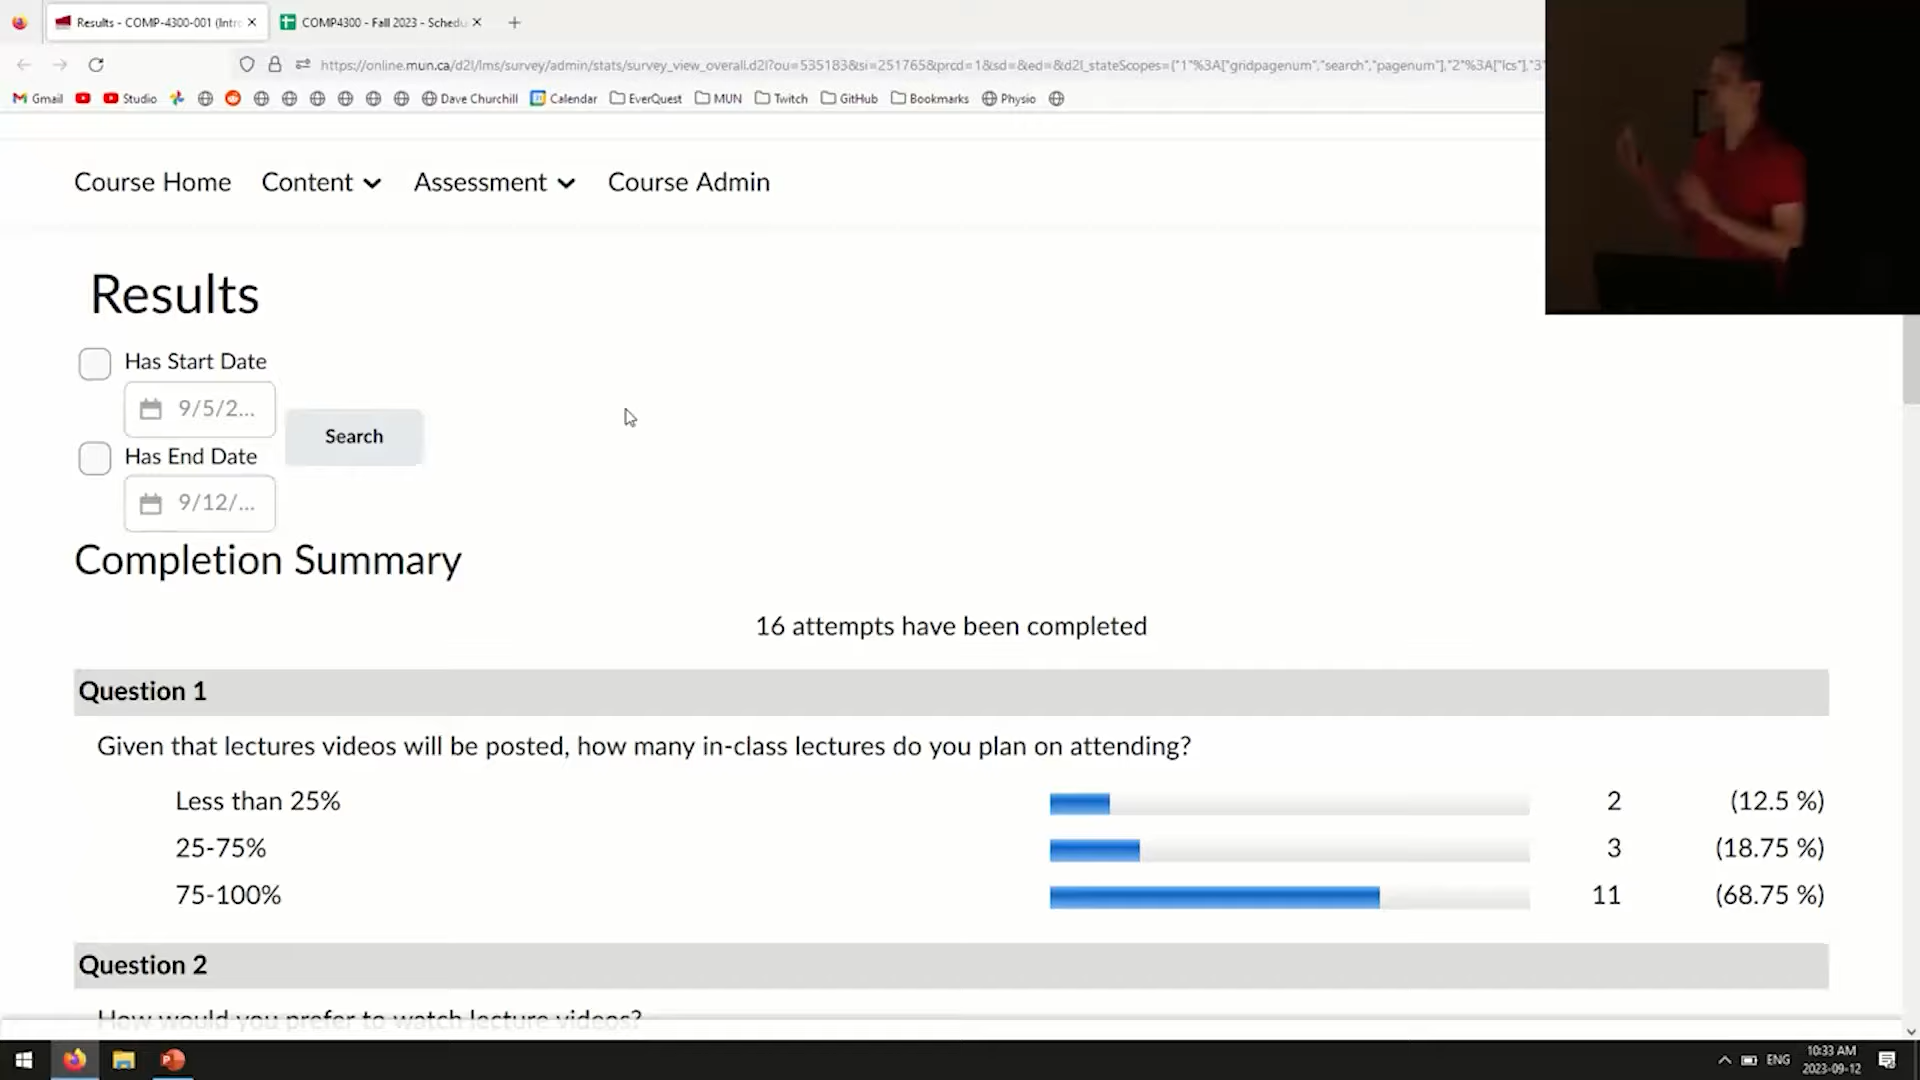 Results - COMP-4300-001 (Intr
COMP4300 - Fall 2023 - Schedu
https://online.mun.ca/d2l/lms/survey/admin/stats/survey_view_overall.d2l?ou=535183&si=251765&prcd=1&sd=&ed=&d2l_stateScopes={"1"%3A["gridpagenum","search","pagenum"],"2"%3A["lcs"],"3"
Gmail Studio Dave Churchill Calendar EverQuest MUN Twitch GitHub Bookmarks Physio
Course Home Content Assessment Course Admin
Results
Has Start Date
9/5/2...
Search
Has End Date
9/12/...
Completion Summary
16 attempts have been completed
Question 1
Given that lectures videos will be posted, how many in-class lectures do you plan on attending?
Less than 25% 2 (12.5 %)
25-75% 3 (18.75 %)
75-100% 11 (68.75 %)
Question 2
How would you prefer to watch lecture videos?
ENG 10:33 AM
2023-09-12